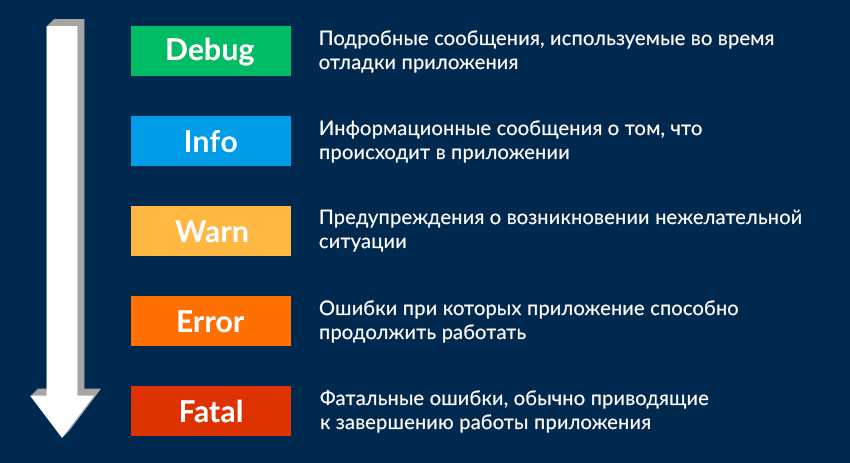 Debug
Подробные сообщения, используемые во время
отладки приложения
Info
Информационные сообщения о том, что
происходит в приложении
Warn
Предупреждения о возникновении нежелательной
ситуации
Error
Ошибки при которых приложение способно
продолжить работать
Fatal
Фатальные ошибки, обычно приводящие
к завершению работы приложения